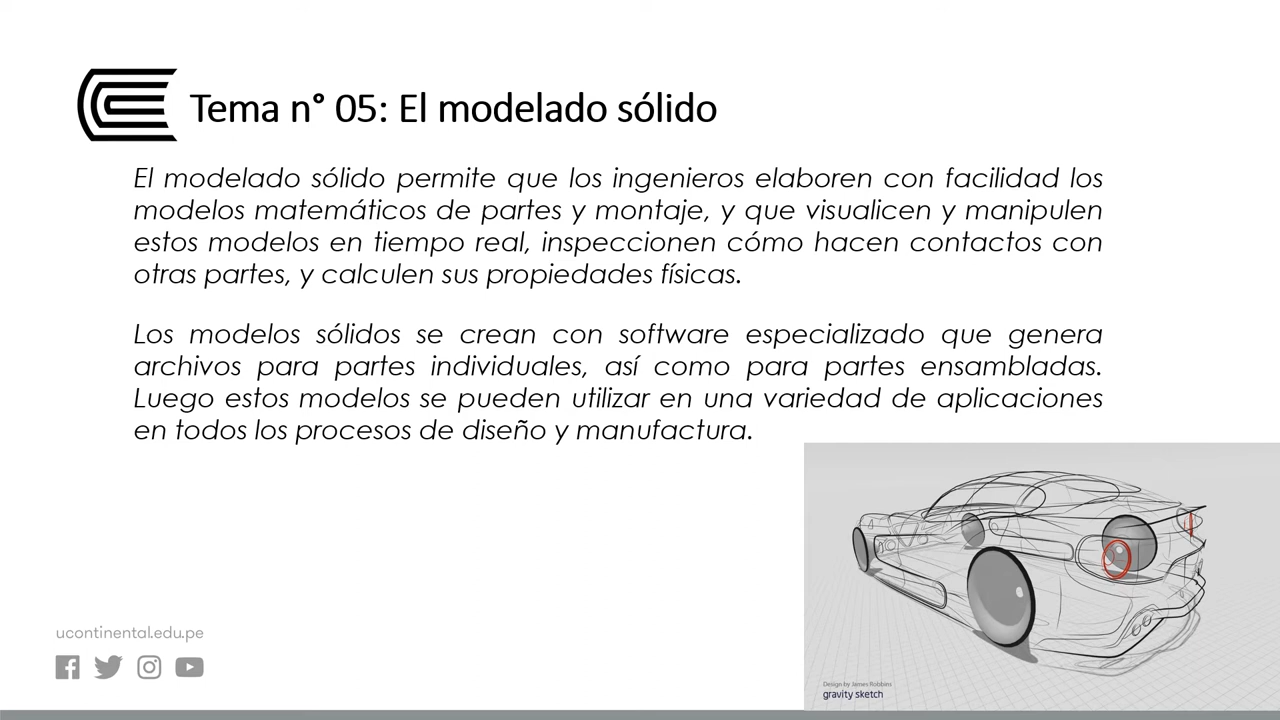 Tema n° 05: El modelado sólido
El modelado sólido permite que los ingenieros elaboren con facilidad los
modelos matemáticos de partes y montaje, y que visualicen y manipulen
estos modelos en tiempo real, inspeccionen cómo hacen contactos con
otras partes, y calculen sus propiedades físicas.
Los modelos sólidos se crean con software especializado que genera
archivos para partes individuales, así como para partes ensambladas.
Luego estos modelos se pueden utilizar en una variedad de aplicaciones
en todos los procesos de diseño y manufactura.
ucontinental.edu.pe
Design by James Robbins
gravity sketch